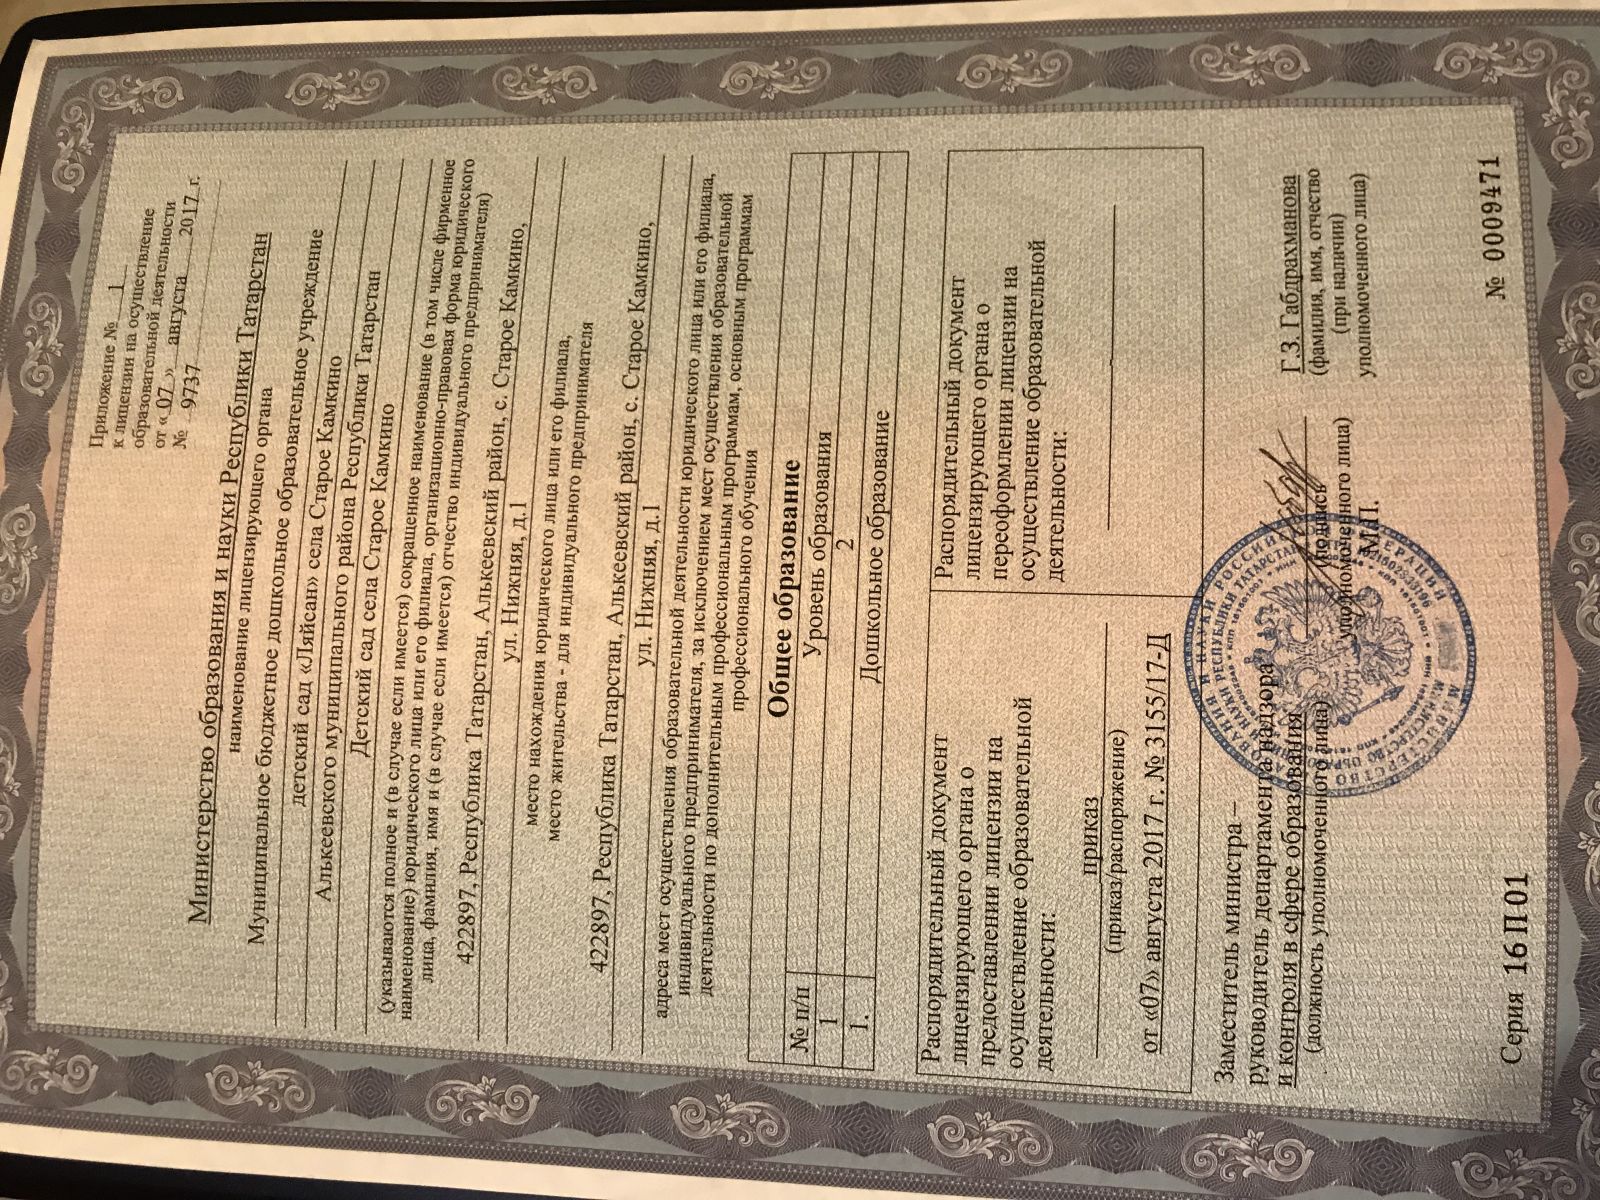 Приложение № 1
к лицензии на осуществление
образовательной деятельности
от « 07 » августа 2017 г.
№ 9737
Министерство образования и науки Республики Татарстан
наименование лицензирующего органа
Муниципальное бюджетное дошкольное образовательное учреждение
детский сад «Ляйсан» села Старое Камкино
Алькеевского муниципального района Республики Татарстан
Детский сад села Старое Камкино
(указываются полное и (в случае если имеется) сокращенное наименование (в том числе фирменное
наименование) юридического лица или его филиала, организационно-правовая форма юридического
лица, фамилия, имя и (в случае если имеется) отчество индивидуального предпринимателя)
422897, Республика Татарстан, Алькеевский район, с. Старое Камкино,
ул. Нижняя, д.1
место нахождения юридического лица или его филиала,
место жительства - для индивидуального предпринимателя
422897, Республика Татарстан, Алькеевский район, с. Старое Камкино,
ул. Нижняя, д.1
адреса мест осуществления образовательной деятельности юридического лица или его филиала,
индивидуального предпринимателя, за исключением мест осуществления образовательной
деятельности по дополнительным профессиональным программам, основным программам
профессионального обучения
Общее образование
№ п/п Уровень образования
1 2
1. Дошкольное образование
Распорядительный документ
лицензирующего органа о
предоставлении лицензии на
осуществление образовательной
деятельности:
приказ
(приказ/распоряжение)
от «07» августа 2017 г. № 3155/17-Д
Распорядительный документ
лицензирующего органа о
переоформлении лицензии на
осуществление образовательной
деятельности:
Заместитель министра –
руководитель департамента надзора
и контроля в сфере образования
(должность уполномоченного лица)
(подпись
уполномоченного лица)
М.П.
Г.З. Габдрахманова
(фамилия, имя, отчество
(при наличии)
уполномоченного лица)
Серия 16 П 01 № 0009471